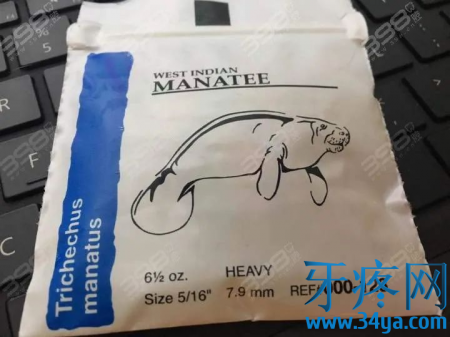 WEST INDIAN
MANATEE
Trichechus
manatus
6½ oz.
HEAVY
Size 5/16"
7.9 mm
REF#
牙疼网
www.34ya.com